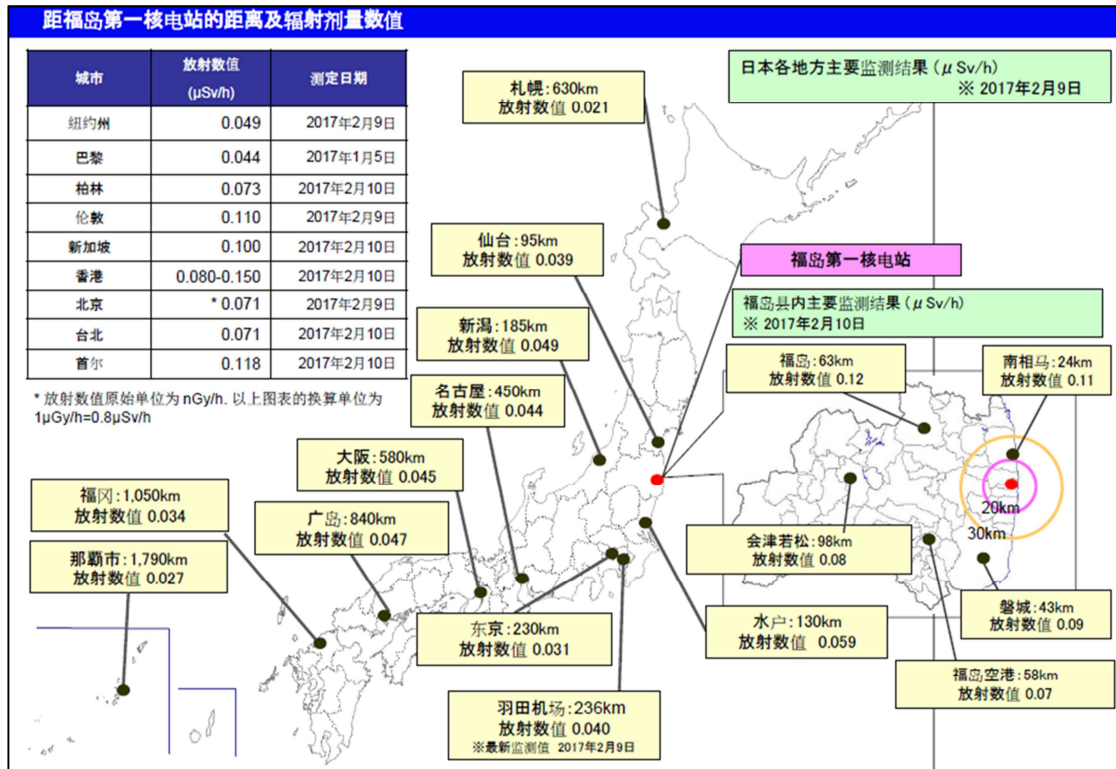 距福岛第一核电站的距离及辐射剂量数值
城市 放射数值 (μSv/h) 测定日期
纽约州 0.049 2017年2月9日
巴黎 0.044 2017年1月5日
柏林 0.073 2017年2月10日
伦敦 0.110 2017年2月9日
新加坡 0.100 2017年2月10日
香港 0.080-0.150 2017年2月10日
北京 * 0.071 2017年2月9日
台北 0.071 2017年2月10日
首尔 0.118 2017年2月10日
* 放射数值原始单位为 nGy/h. 以上图表的换算单位为
1μGy/h=0.8μSv/h
日本各地方主要监测结果(μ Sv/h)
※ 2017年2月9日
札幌:630km
放射数值 0.021
仙台:95km
放射数值 0.039
福岛第一核电站
新潟:185km
放射数值 0.049
名古屋:450km
放射数值 0.044
大阪:580km
放射数值 0.045
福冈:1,050km
放射数值 0.034
广岛:840km
放射数值 0.047
那霸市:1,790km
放射数值 0.027
东京:230km
放射数值 0.031
水户:130km
放射数值 0.059
羽田机场:236km
放射数值 0.040
※最新监测值 2017年2月9日
福岛县内主要监测结果(μ Sv/h)
※ 2017年2月10日
福岛:63km
放射数值 0.12
南相马:24km
放射数值 0.11
20km
30km
会津若松:98km
放射数值 0.08
磐城:43km
放射数值 0.09
福岛空港:58km
放射数值 0.07